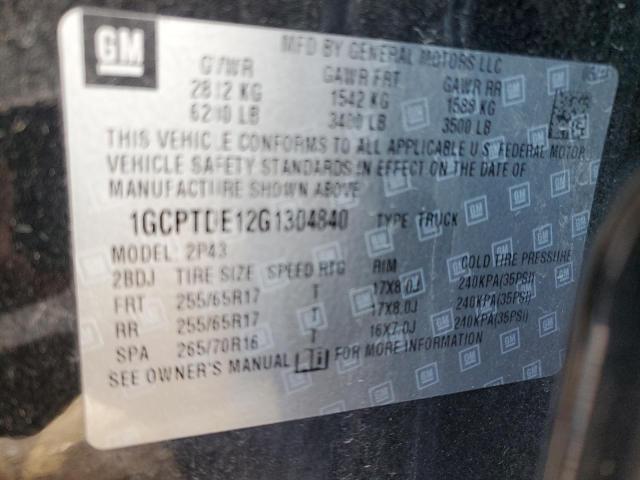 GM
MFD BY GENERAL MOTORS LLC
GVWR GAWR FRT GAWR RR
2812 KG 1542 KG 1588 KG
6200 LB 3400 LB 3500 LB
THIS VEHICLE CONFORMS TO ALL APPLICABLE U.S. FEDERAL MOTOR
VEHICLE SAFETY STANDARDS IN EFFECT ON THE DATE OF
MANUFACTURE SHOWN ABOVE.
1GCPTDE12G1304840 TYPE: TRUCK
MODEL: 2P43
2BDJ TIRE SIZE SPEED RTG RIM COLD TIRE PRESSURE
FRT 255/65R17 T 17X8.0J 240KPA(35PSI)
RR 255/65R17 T 17X8.0J 240KPA(35PSI)
SPA 265/70R16 T 16X7.0J 240KPA(35PSI)
SEE OWNER'S MANUAL FOR MORE INFORMATION